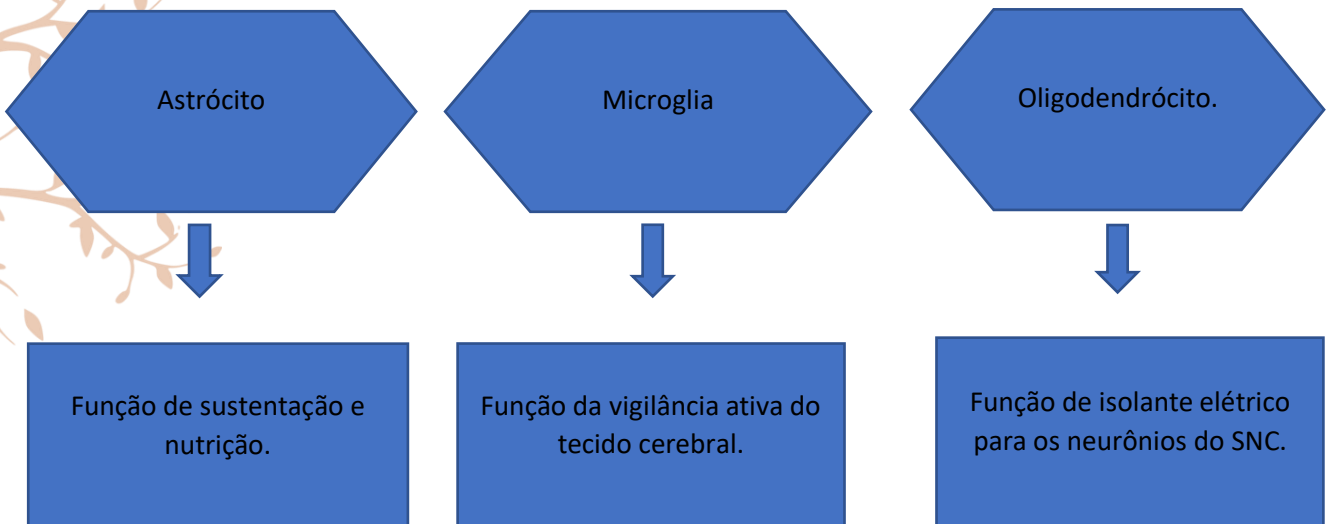 Astrócito
Microglia
Oligodendrócito.
Função de sustentação e
nutrição.
Função da vigilância ativa do
tecido cerebral.
Função de isolante elétrico
para os neurônios do SNC.